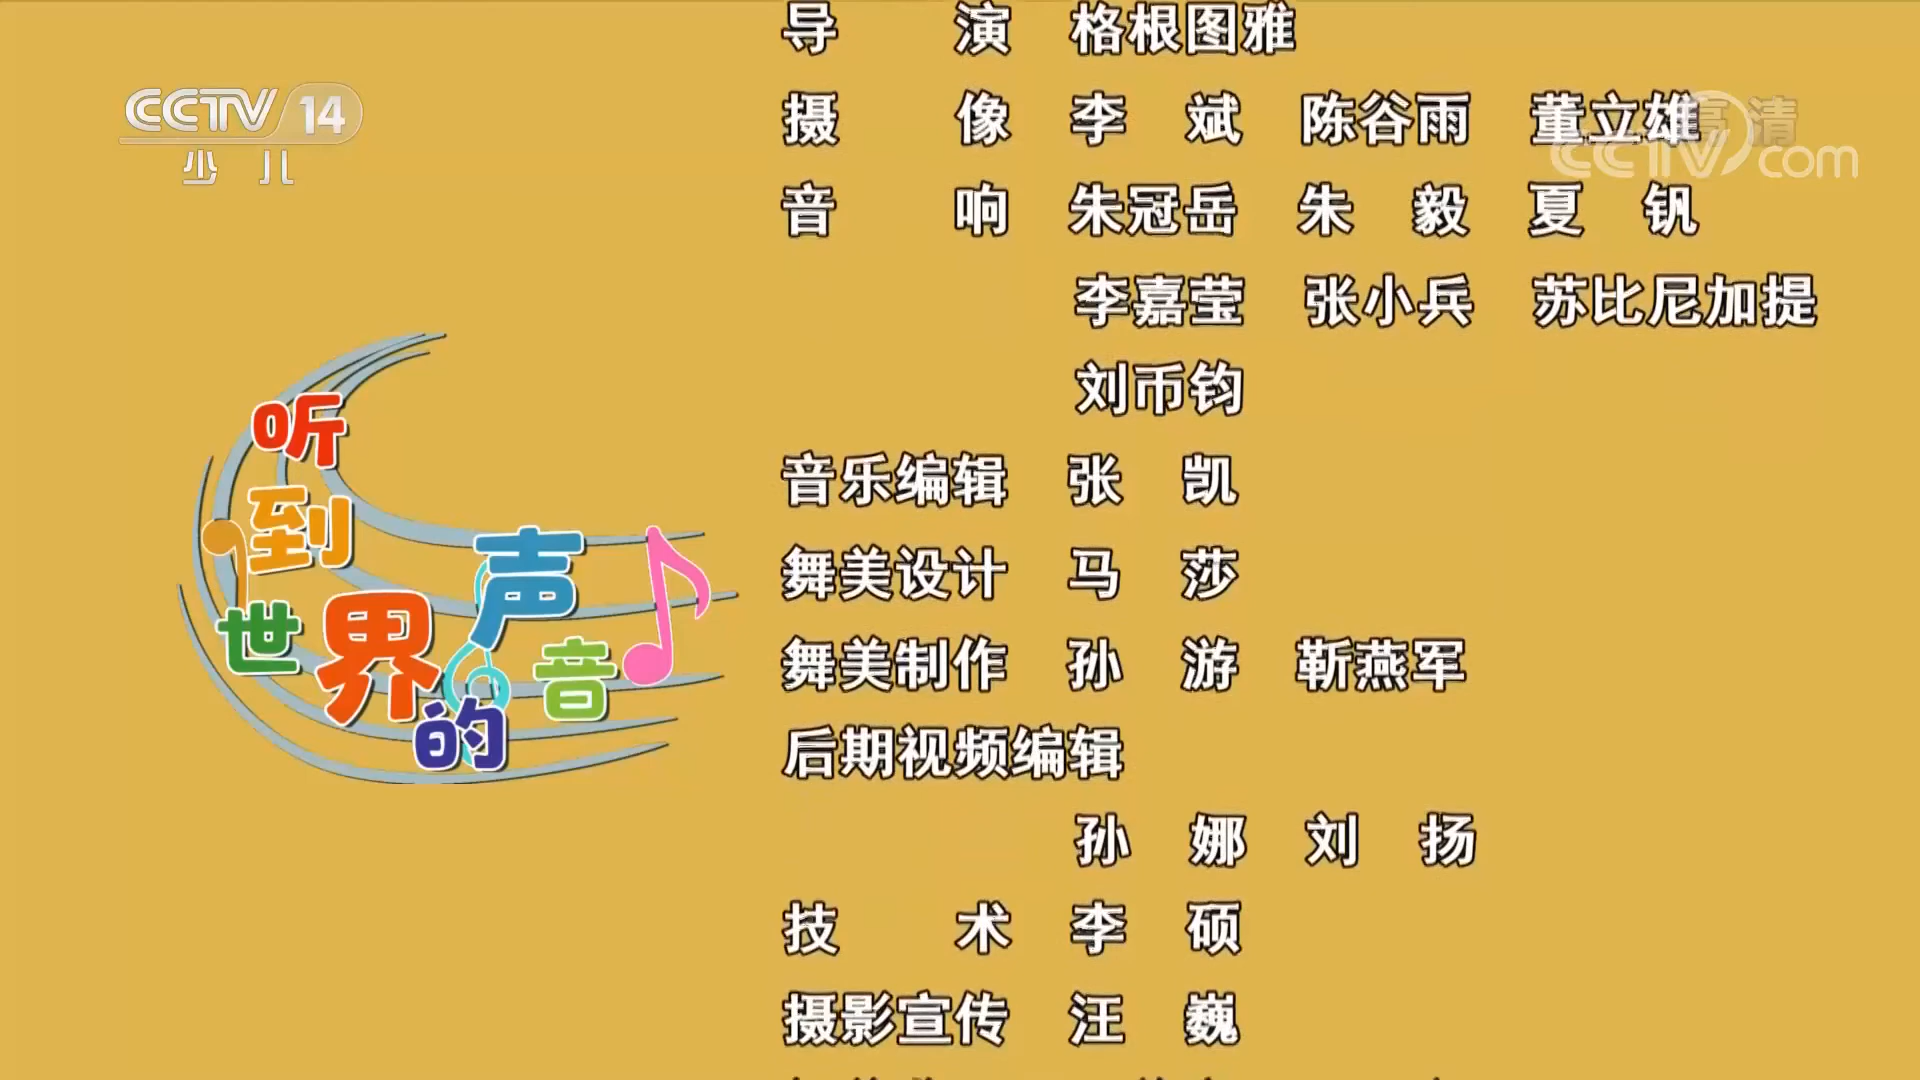 导 演 格根图雅
CCTV 14
少儿
摄 像 李 斌 陈谷雨 董立雄
高清
CCTV.com
音 响 朱冠岳 朱 毅 夏 钒
李嘉莹 张小兵 苏比尼加提
刘币钧
听到世界的声音
音乐编辑 张 凯
舞美设计 马 莎
舞美制作 孙 游 靳燕军
后期视频编辑
孙 娜 刘 扬
技 术 李 硕
摄影宣传 汪 巍